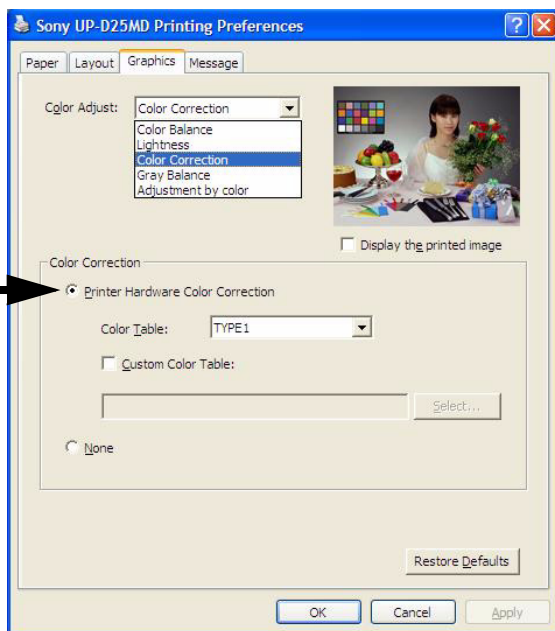 Sony UP-D25MD Printing Preferences
Paper Layout Graphics Message
Color Adjust: Color Correction
Color Balance
Lightness
Color Correction
Gray Balance
Adjustment by color
Display the printed image
Color Correction
Printer Hardware Color Correction
Color Table: TYPE1
Custom Color Table:
Select...
None
Restore Defaults
OK Cancel Apply